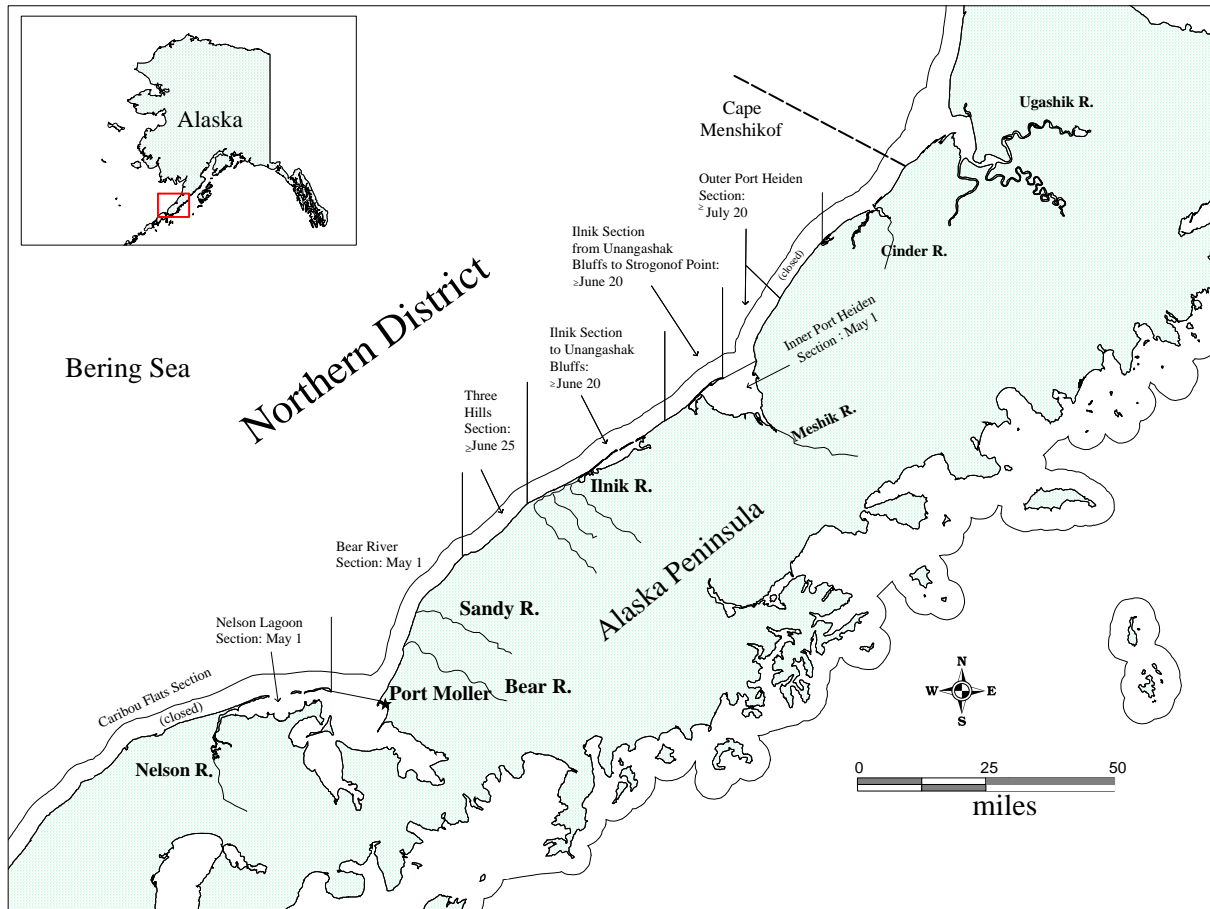 Alaska
Cape
Menshikof
Ugashik R.
Outer Port Heiden
Section:
≥July 20
Ilnik Section
from Unangashak
Bluffs to Strogonof Point:
≥June 20
(closed)
Cinder R.
Inner Port Heiden
Section : May 1
Northern District
Bering Sea
Ilnik Section
to Unangashak
Bluffs:
≥June 20
Three
Hills
Section:
≥June 25
Meshik R.
Ilnik R.
Alaska Peninsula
Bear River
Section: May 1
Sandy R.
Nelson Lagoon
Section: May 1
Caribou Flats Section
(closed)
Port Moller
Bear R.
Nelson R.
N
W E
S
0 25 50
miles